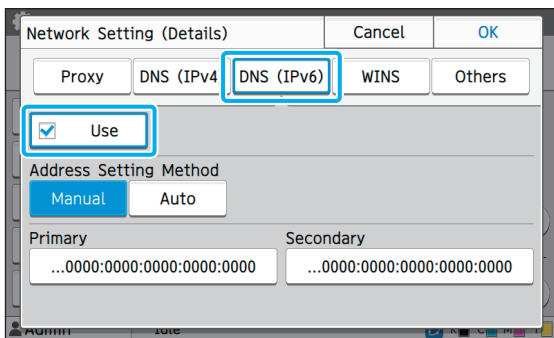 Network Setting (Details) Cancel OK
Proxy DNS (IPv4 DNS (IPv6) WINS Others
Use
Address Setting Method
Manual Auto
Primary Secondary
...0000:0000:0000:0000:0000 ...0000:0000:0000:0000:0000
Admin Idle K C M